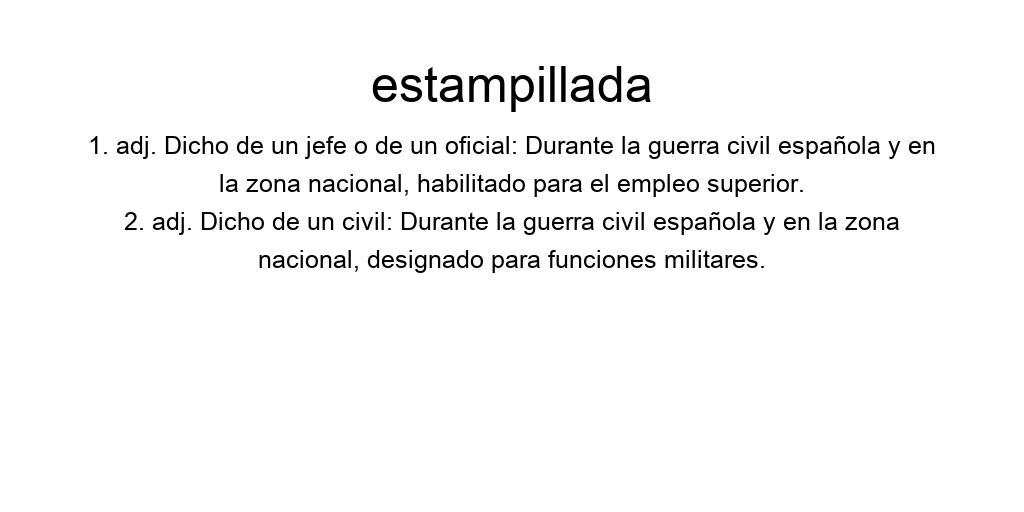 estampillada
1. adj. Dicho de un jefe o de un oficial: Durante la guerra civil española y en
la zona nacional, habilitado para el empleo superior.
2. adj. Dicho de un civil: Durante la guerra civil española y en la zona
nacional, designado para funciones militares.